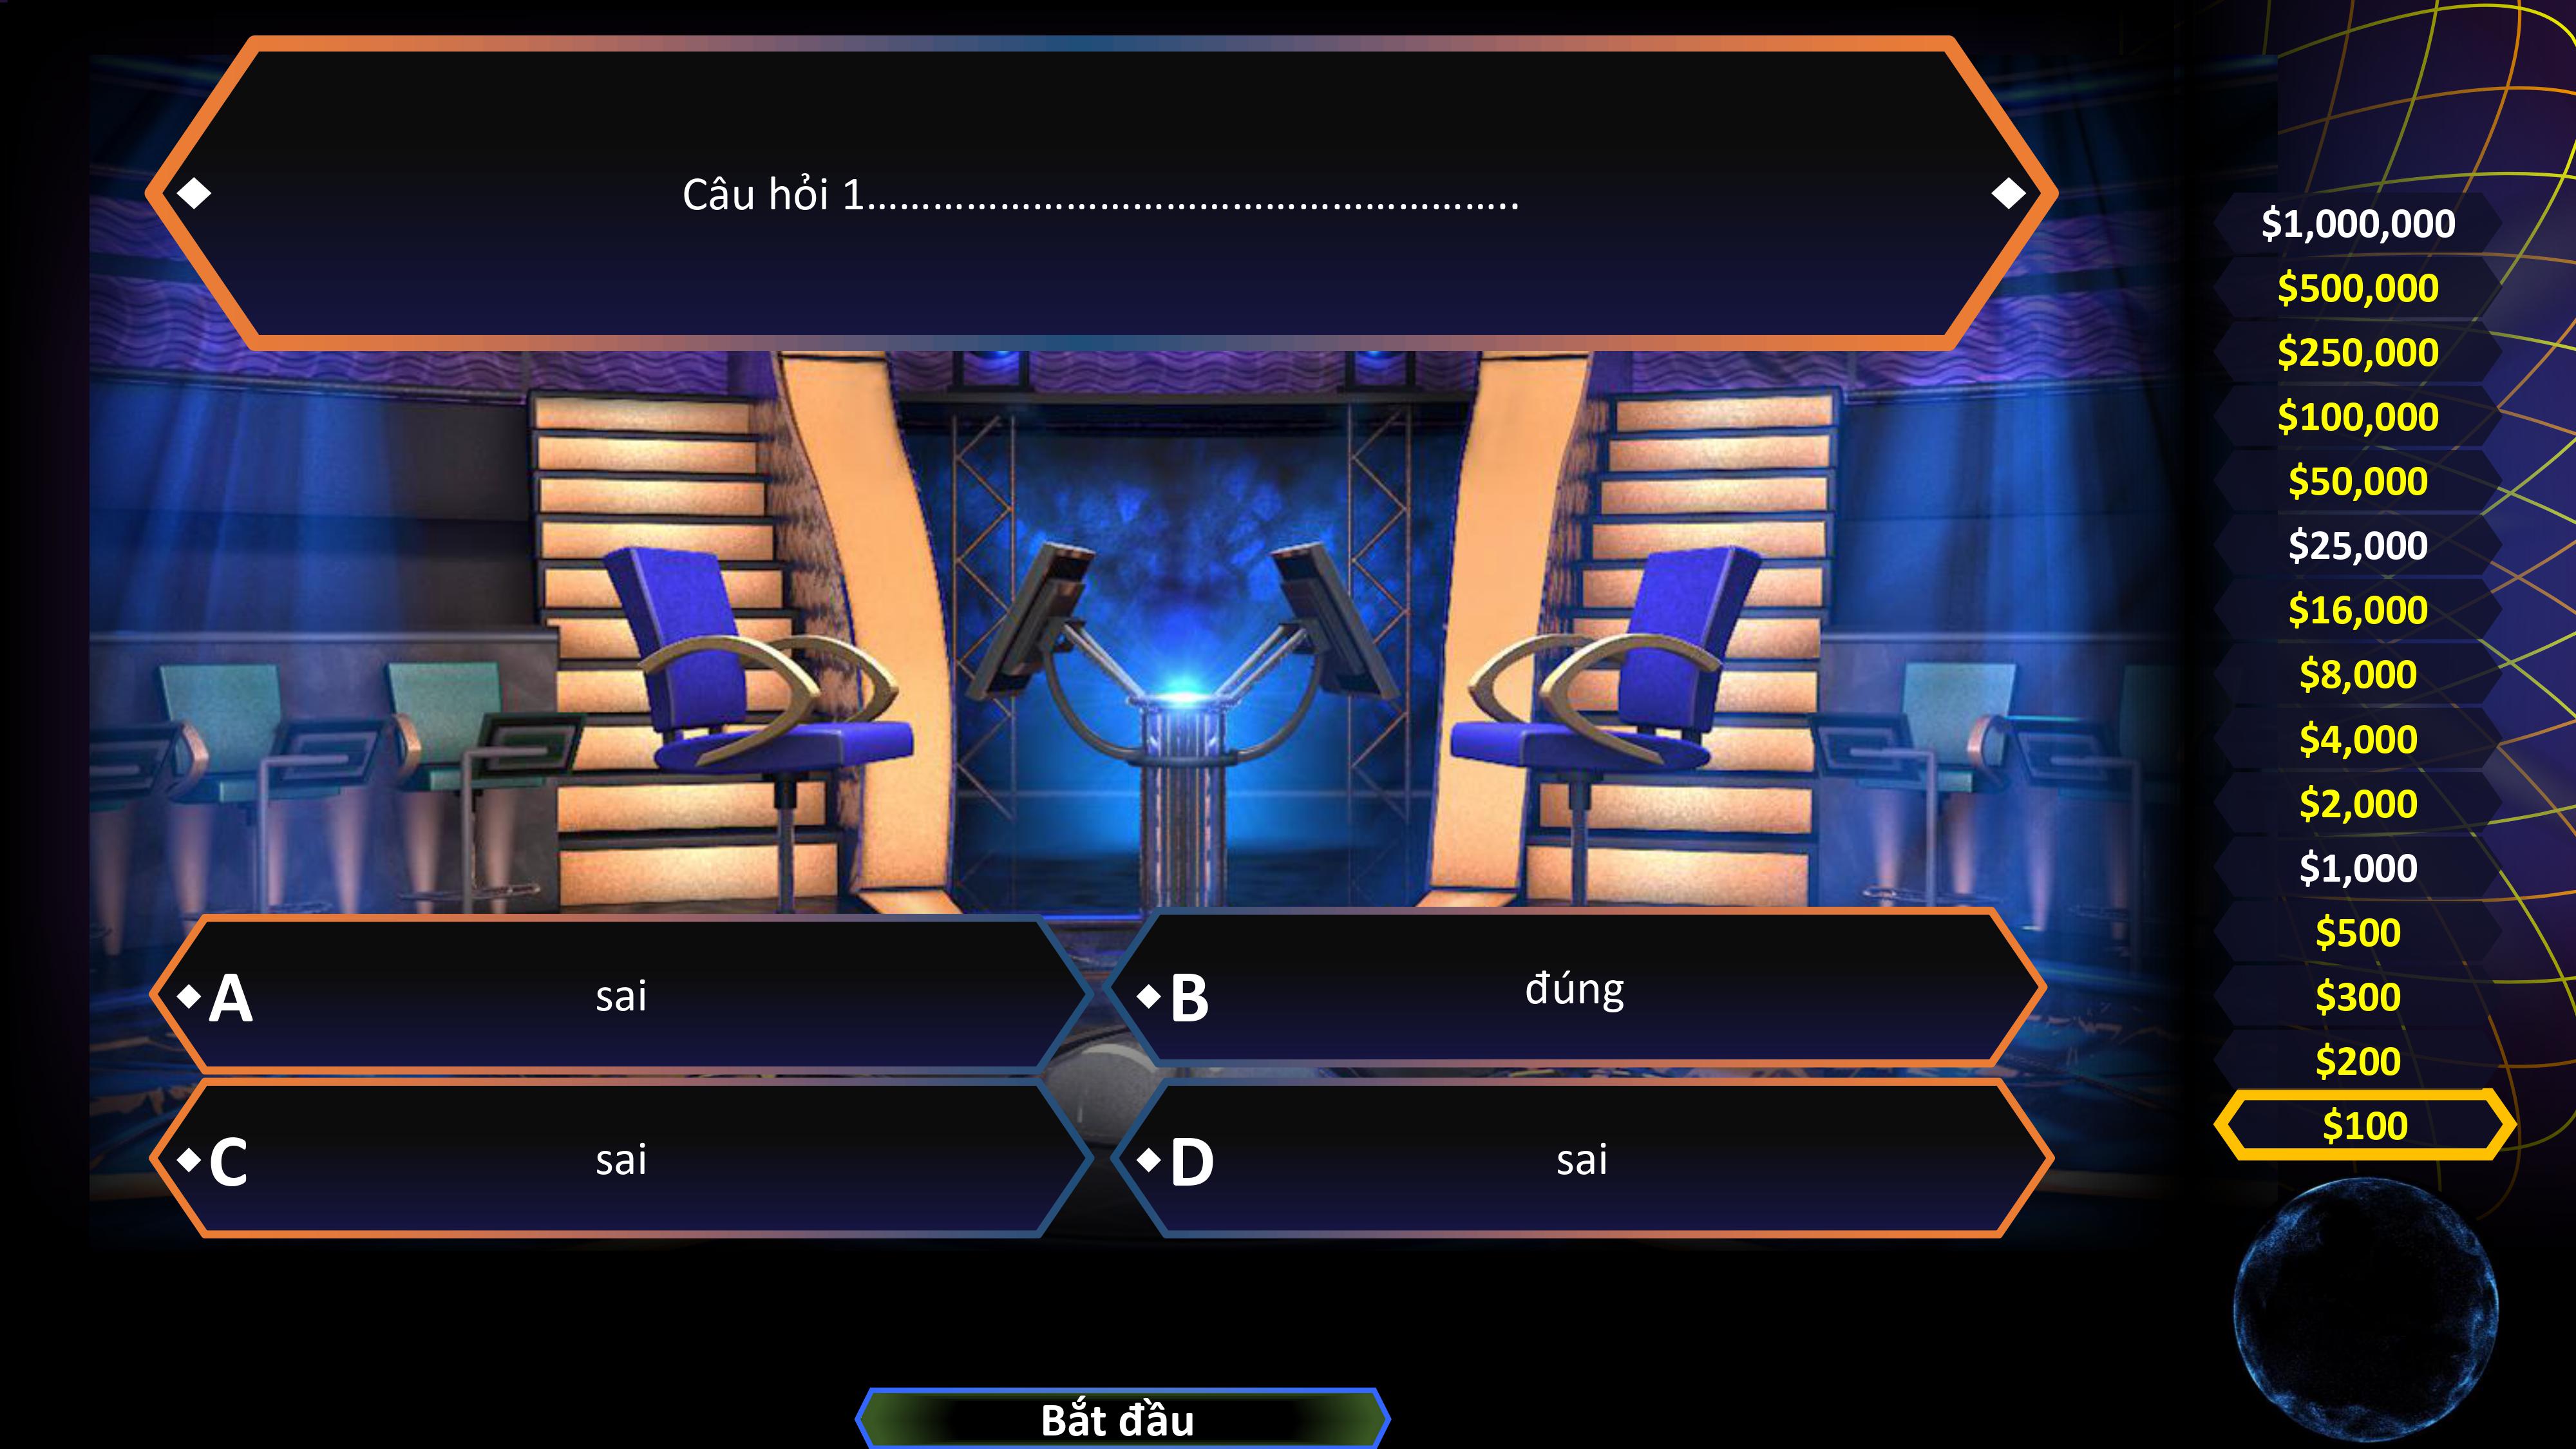 Câu hỏi 1…………………………………………………..
A sai
B đúng
C sai
D sai
Bắt đầu
$1,000,000
$500,000
$250,000
$100,000
$50,000
$25,000
$16,000
$8,000
$4,000
$2,000
$1,000
$500
$300
$200
$100